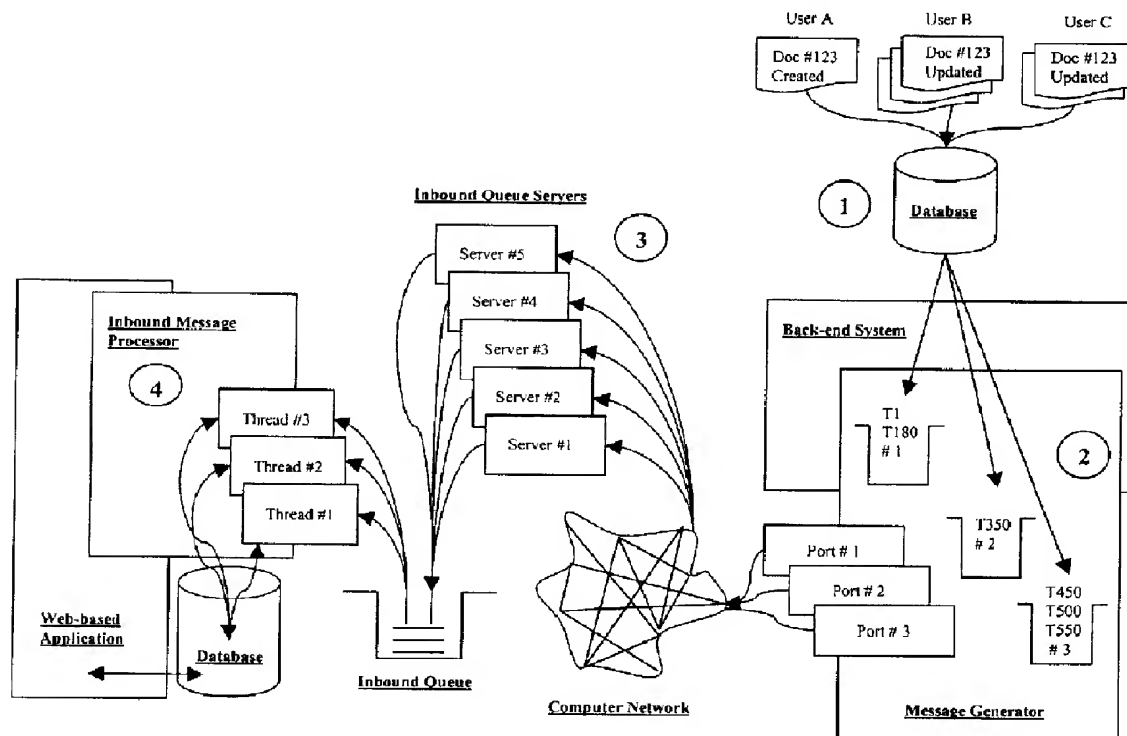 User A
User B
User C
Doc #123
Created
Doc #123
Updated
Doc #123
Updated
1
Database
Inbound Queue Servers
3
Server #5
Server #4
Server #3
Server #2
Server #1
Inbound Message
Processor
4
Thread #3
Thread #2
Thread #1
Back-end System
T1
T180
# 1
2
T350
# 2
T450
T500
T550
# 3
Port # 1
Port # 2
Port # 3
Web-based
Application
Database
Inbound Queue
Computer Network
Message Generator